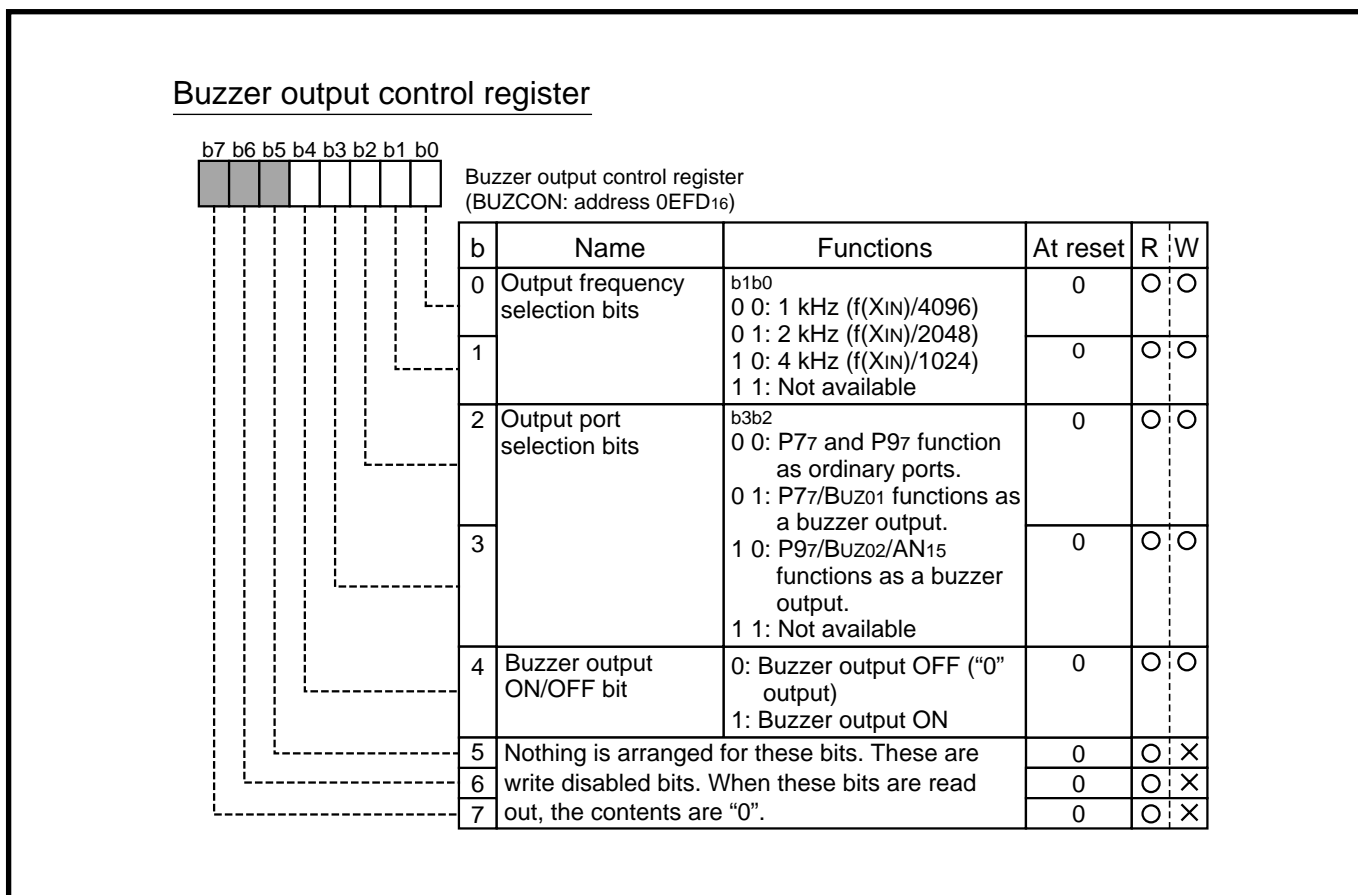 Buzzer output control register
b7 b6 b5 b4 b3 b2 b1 b0
Buzzer output control register
(BUZCON: address 0EFD16)
b Name Functions At reset R W
0 Output frequency selection bits
b1b0
0 0: 1 kHz (f(XIN)/4096)
0 1: 2 kHz (f(XIN)/2048)
1 0: 4 kHz (f(XIN)/1024)
1 1: Not available
0 O O
1
0 O O
2 Output port selection bits
b3b2
0 0: P77 and P97 function
as ordinary ports.
0 1: P77/BUZ01 functions as
a buzzer output.
1 0: P97/BUZ02/AN15
functions as a buzzer
output.
1 1: Not available
0 O O
3
0 O O
4 Buzzer output ON/OFF bit
0: Buzzer output OFF (“0”
output)
1: Buzzer output ON
0 O O
5 Nothing is arranged for these bits. These are 0 O ×
6 write disabled bits. When these bits are read 0 O ×
7 out, the contents are “0”. 0 O ×